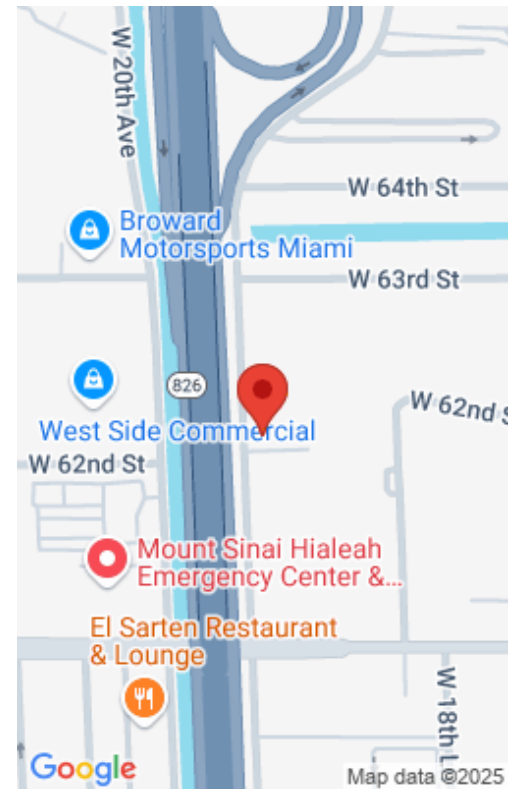 W 20th Ave
W 64th St
Broward
Motorsports Miami
W 63rd St
826
W 62nd S
West Side Commercial
W 62nd St
Mount Sinai Hialeah
Emergency Center &...
El Sarten Restaurant
& Lounge
W 18th L
Google
Map data ©2025